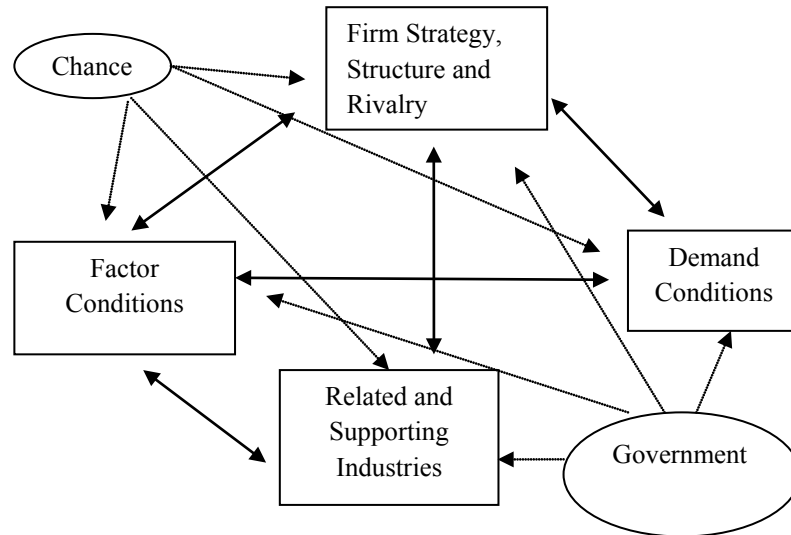 Chance
Firm Strategy,
Structure and
Rivalry
Factor
Conditions
Demand
Conditions
Related and
Supporting
Industries
Government